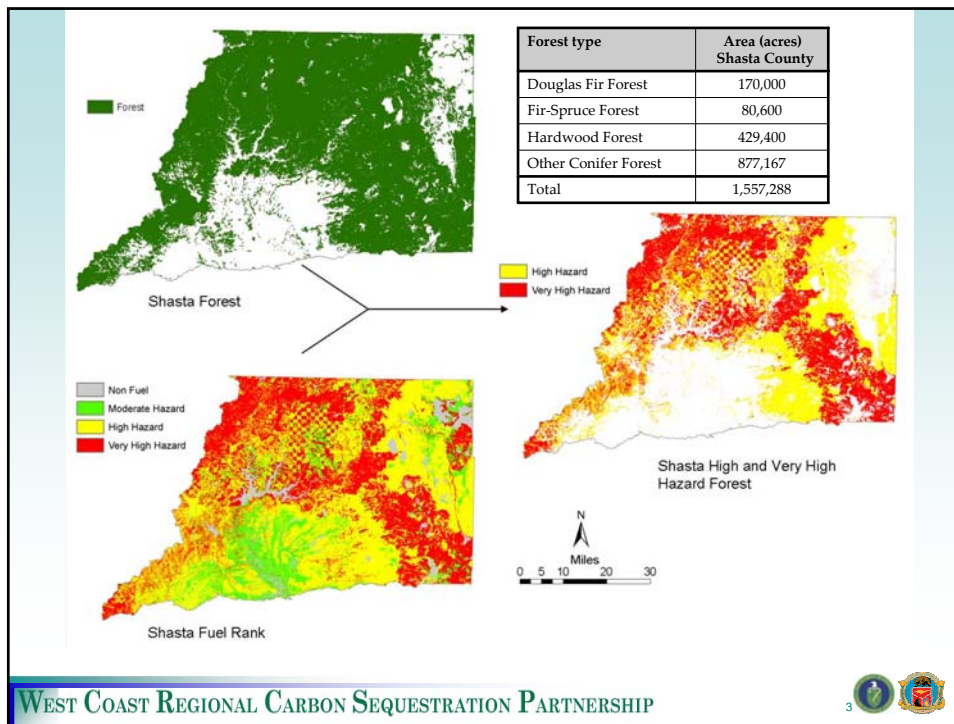 Forest
Shasta Forest
Forest type Area (acres)
Shasta County
Douglas Fir Forest 170,000
Fir-Spruce Forest 80,600
Hardwood Forest 429,400
Other Conifer Forest 877,167
Total 1,557,288
High Hazard
Very High Hazard
Shasta High and Very High
Hazard Forest
Non Fuel
Moderate Hazard
High Hazard
Very High Hazard
Shasta Fuel Rank
N
Miles
0 5 10 20 30
WEST COAST REGIONAL CARBON SEQUESTRATION PARTNERSHIP
3